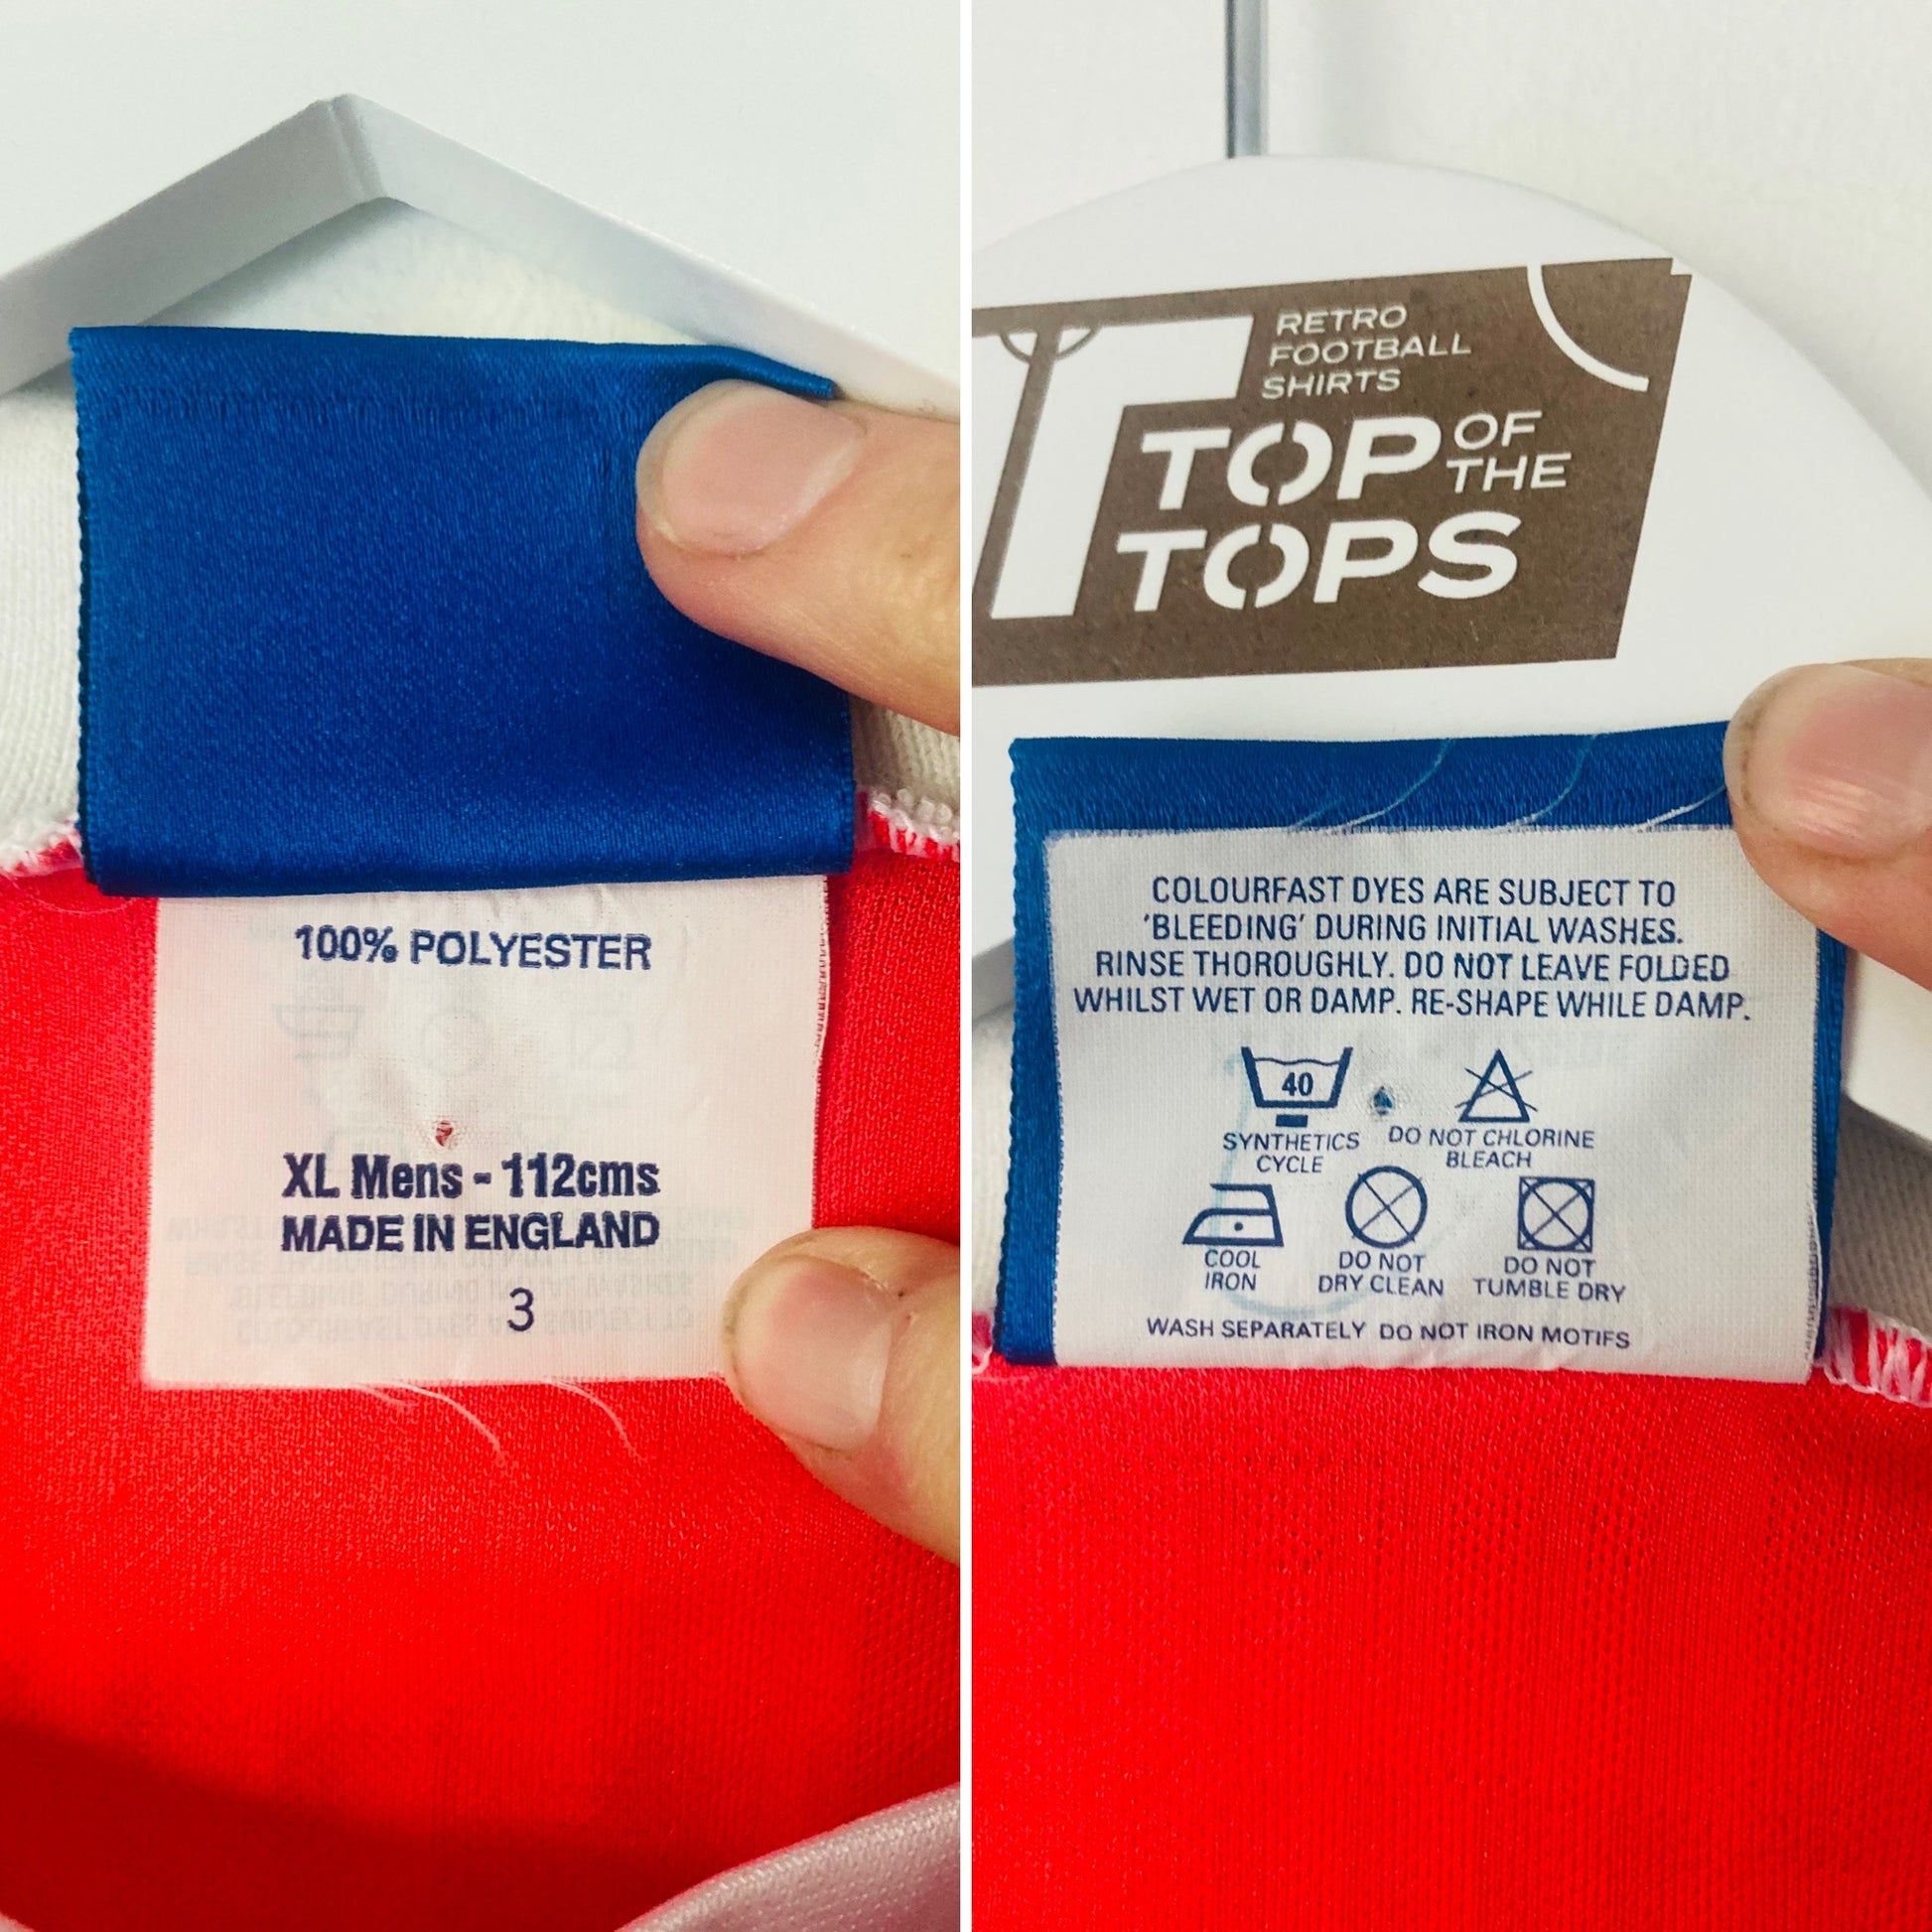 100% POLYESTER
XL Mens - 112cms
MADE IN ENGLAND
3
RETRO
FOOTBALL
SHIRTS
TOP OF THE
TOPS
COLOURFAST DYES ARE SUBJECT TO
'BLEEDING' DURING INITIAL WASHES.
RINSE THOROUGHLY. DO NOT LEAVE FOLDED
WHILST WET OR DAMP. RE-SHAPE WHILE DAMP.
40
SYNTHETICS
CYCLE
DO NOT CHLORINE
BLEACH
COOL
IRON
DO NOT
DRY CLEAN
DO NOT
TUMBLE DRY
WASH SEPARATELY DO NOT IRON MOTIFS